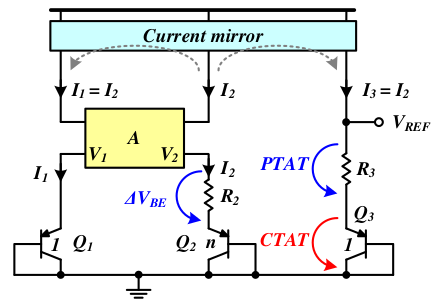 Current mirror
I1 = I2
I2
I3 = I2
A
V1
V2
VREF
I1
I2
ΔVBE
R2
PTAT
R3
Q3
1
Q1
Q2
n
CTAT
1